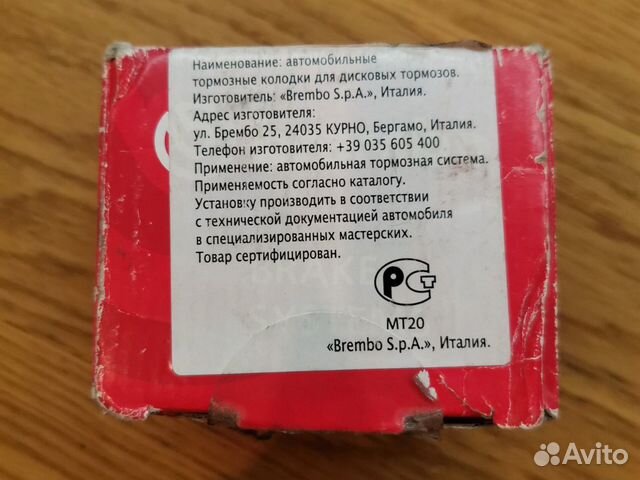 Наименование: автомобильные
тормозные колодки для дисковых тормозов.
Изготовитель: «Brembo S.p.A.», Италия.
Адрес изготовителя:
ул. Брембо 25, 24035 КУРНО, Бергамо, Италия.
Телефон изготовителя: +39 035 605 400
Применение: автомобильная тормозная система.
Применяемость согласно каталогу.
Установку производить в соответствии
с технической документацией автомобиля
в специализированных мастерских.
Товар сертифицирован.
РСТ
МТ20
«Brembo S.p.A.», Италия.
Avito